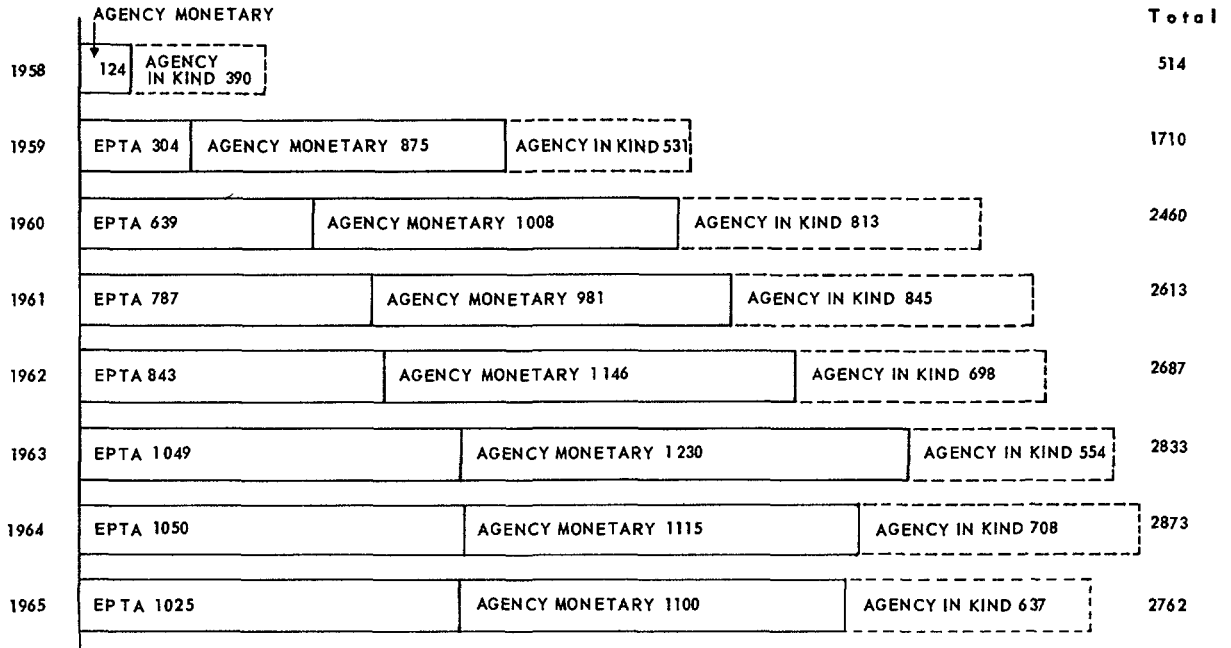 AGENCY MONETARY
Total
1958 124 AGENCY IN KIND 390 514
1959 EPTA 304 AGENCY MONETARY 875 AGENCY IN KIND 531 1710
1960 EPTA 639 AGENCY MONETARY 1008 AGENCY IN KIND 813 2460
1961 EPTA 787 AGENCY MONETARY 981 AGENCY IN KIND 845 2613
1962 EPTA 843 AGENCY MONETARY 1146 AGENCY IN KIND 698 2687
1963 EPTA 1049 AGENCY MONETARY 1230 AGENCY IN KIND 554 2833
1964 EPTA 1050 AGENCY MONETARY 1115 AGENCY IN KIND 708 2873
1965 EPTA 1025 AGENCY MONETARY 1100 AGENCY IN KIND 637 2762